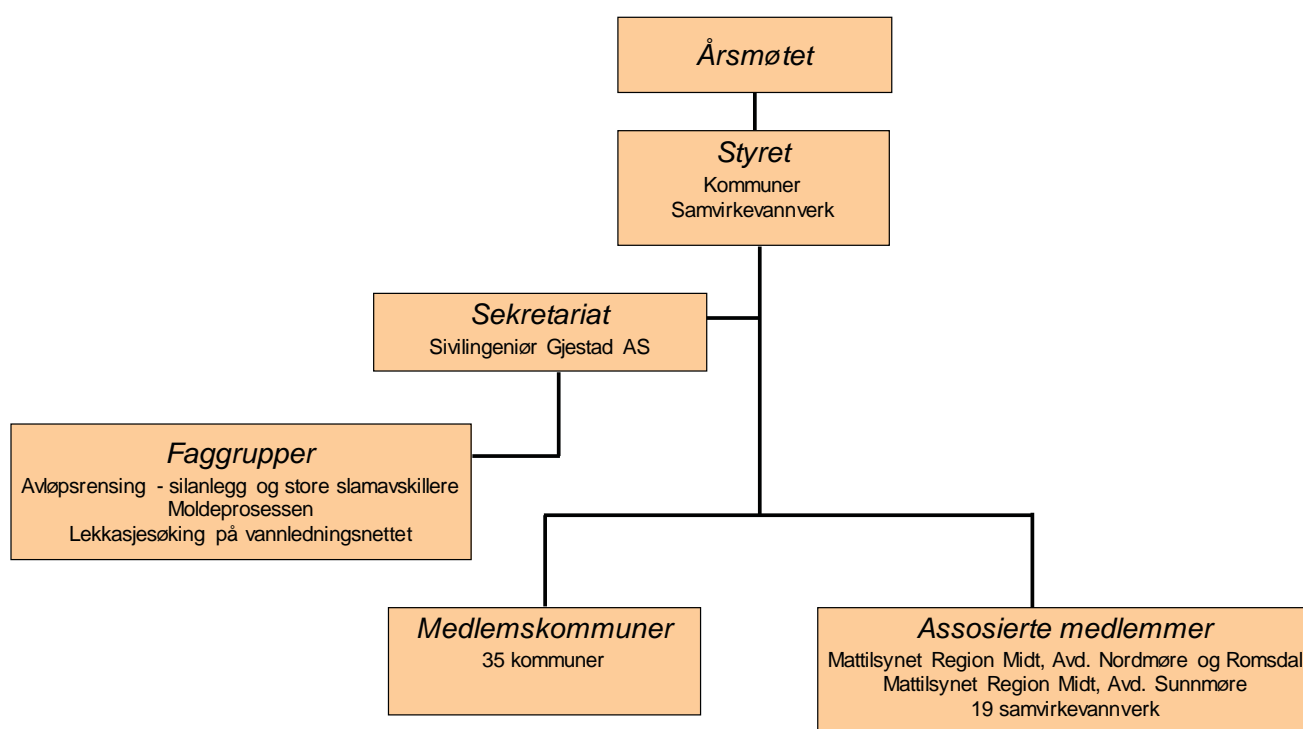 Årsmøtet
Styret
Kommuner
Samvirkevannverk
Sekretariat
Sivilingeniør Gjestad AS
Faggrupper
Avløpsrensing - silanlegg og store slamavskillere
Moldeprosessen
Lekkasjesøking på vannledningsnettet
Medlemskommuner
35 kommuner
Assosierte medlemmer
Mattilsynet Region Midt, Avd. Nordmøre og Romsdal
Mattilsynet Region Midt, Avd. Sunnmøre
19 samvirkevannverk